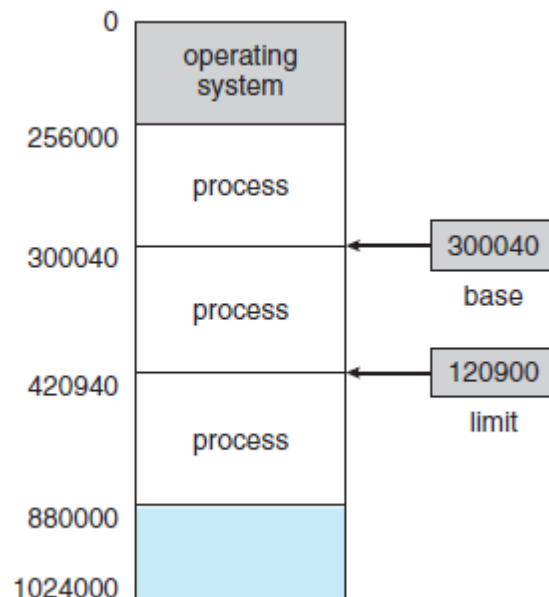 0
operating
system
256000
process
300040
300040
base
process
420940
120900
limit
process
880000
1024000